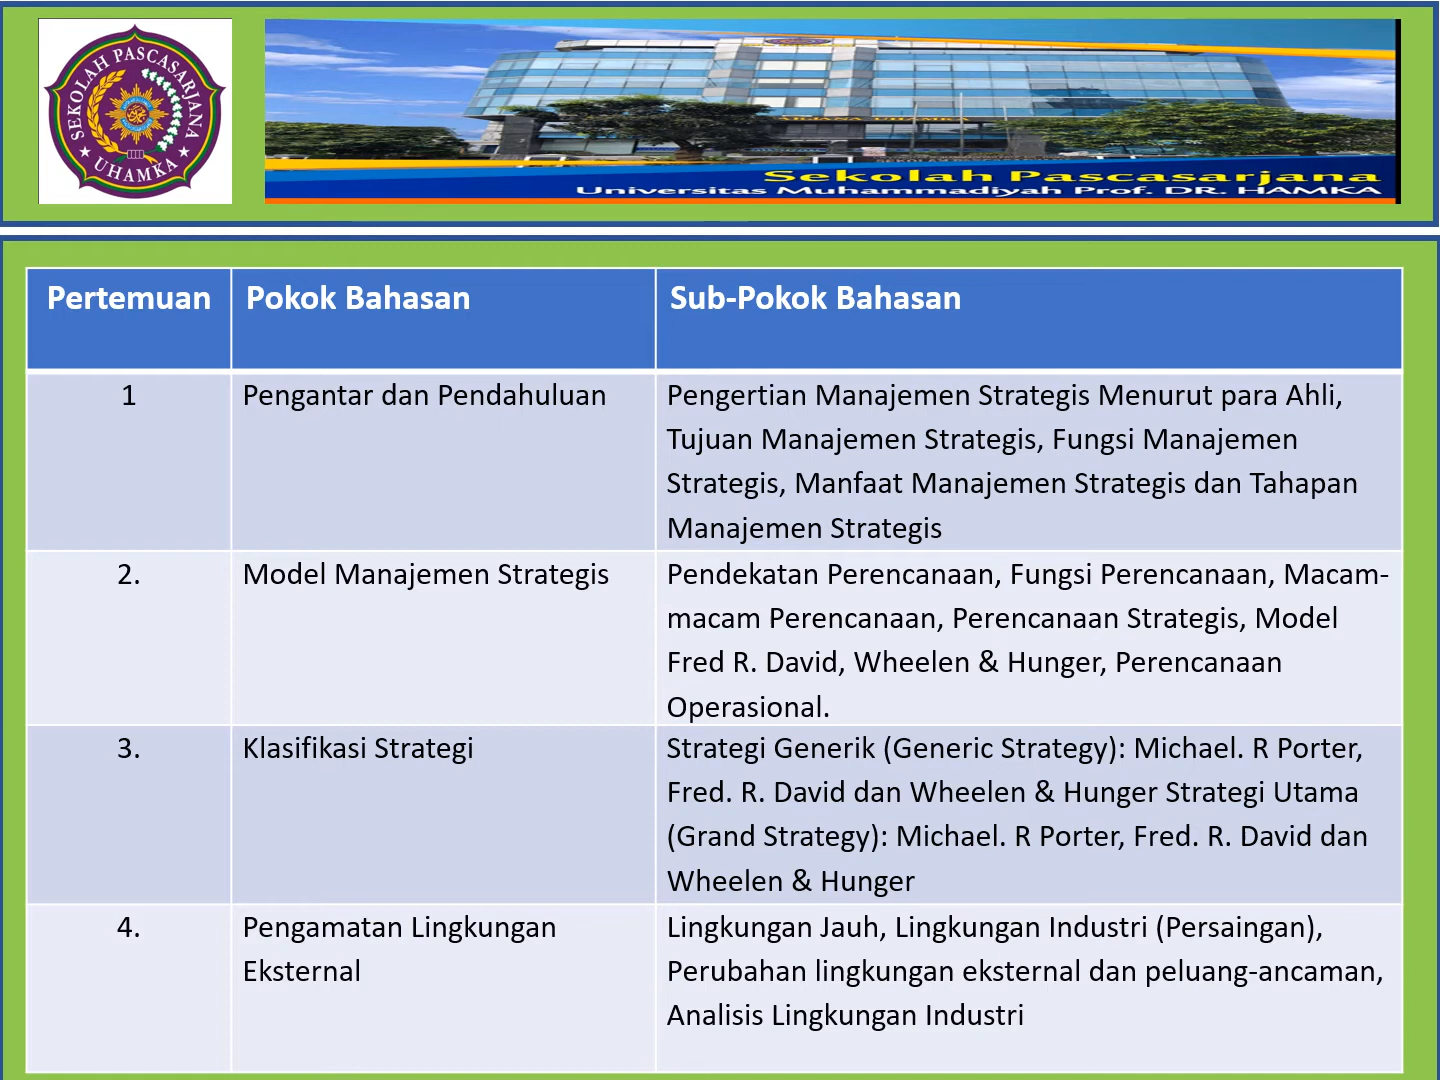 SEKOLAH PASCASARJANA
UHAMKA
Sekolah Pascasarjana
Universitas Muhammadiyah Prof. DR. HAMKA
Pertemuan
Pokok Bahasan
Sub-Pokok Bahasan
1
Pengantar dan Pendahuluan
Pengertian Manajemen Strategis Menurut para Ahli,
Tujuan Manajemen Strategis, Fungsi Manajemen
Strategis, Manfaat Manajemen Strategis dan Tahapan
Manajemen Strategis
2.
Model Manajemen Strategis
Pendekatan Perencanaan, Fungsi Perencanaan, Macam-
macam Perencanaan, Perencanaan Strategis, Model
Fred R. David, Wheelen & Hunger, Perencanaan
Operasional.
3.
Klasifikasi Strategi
Strategi Generik (Generic Strategy): Michael. R Porter,
Fred. R. David dan Wheelen & Hunger Strategi Utama
(Grand Strategy): Michael. R Porter, Fred. R. David dan
Wheelen & Hunger
4.
Pengamatan Lingkungan
Eksternal
Lingkungan Jauh, Lingkungan Industri (Persaingan),
Perubahan lingkungan eksternal dan peluang-ancaman,
Analisis Lingkungan Industri